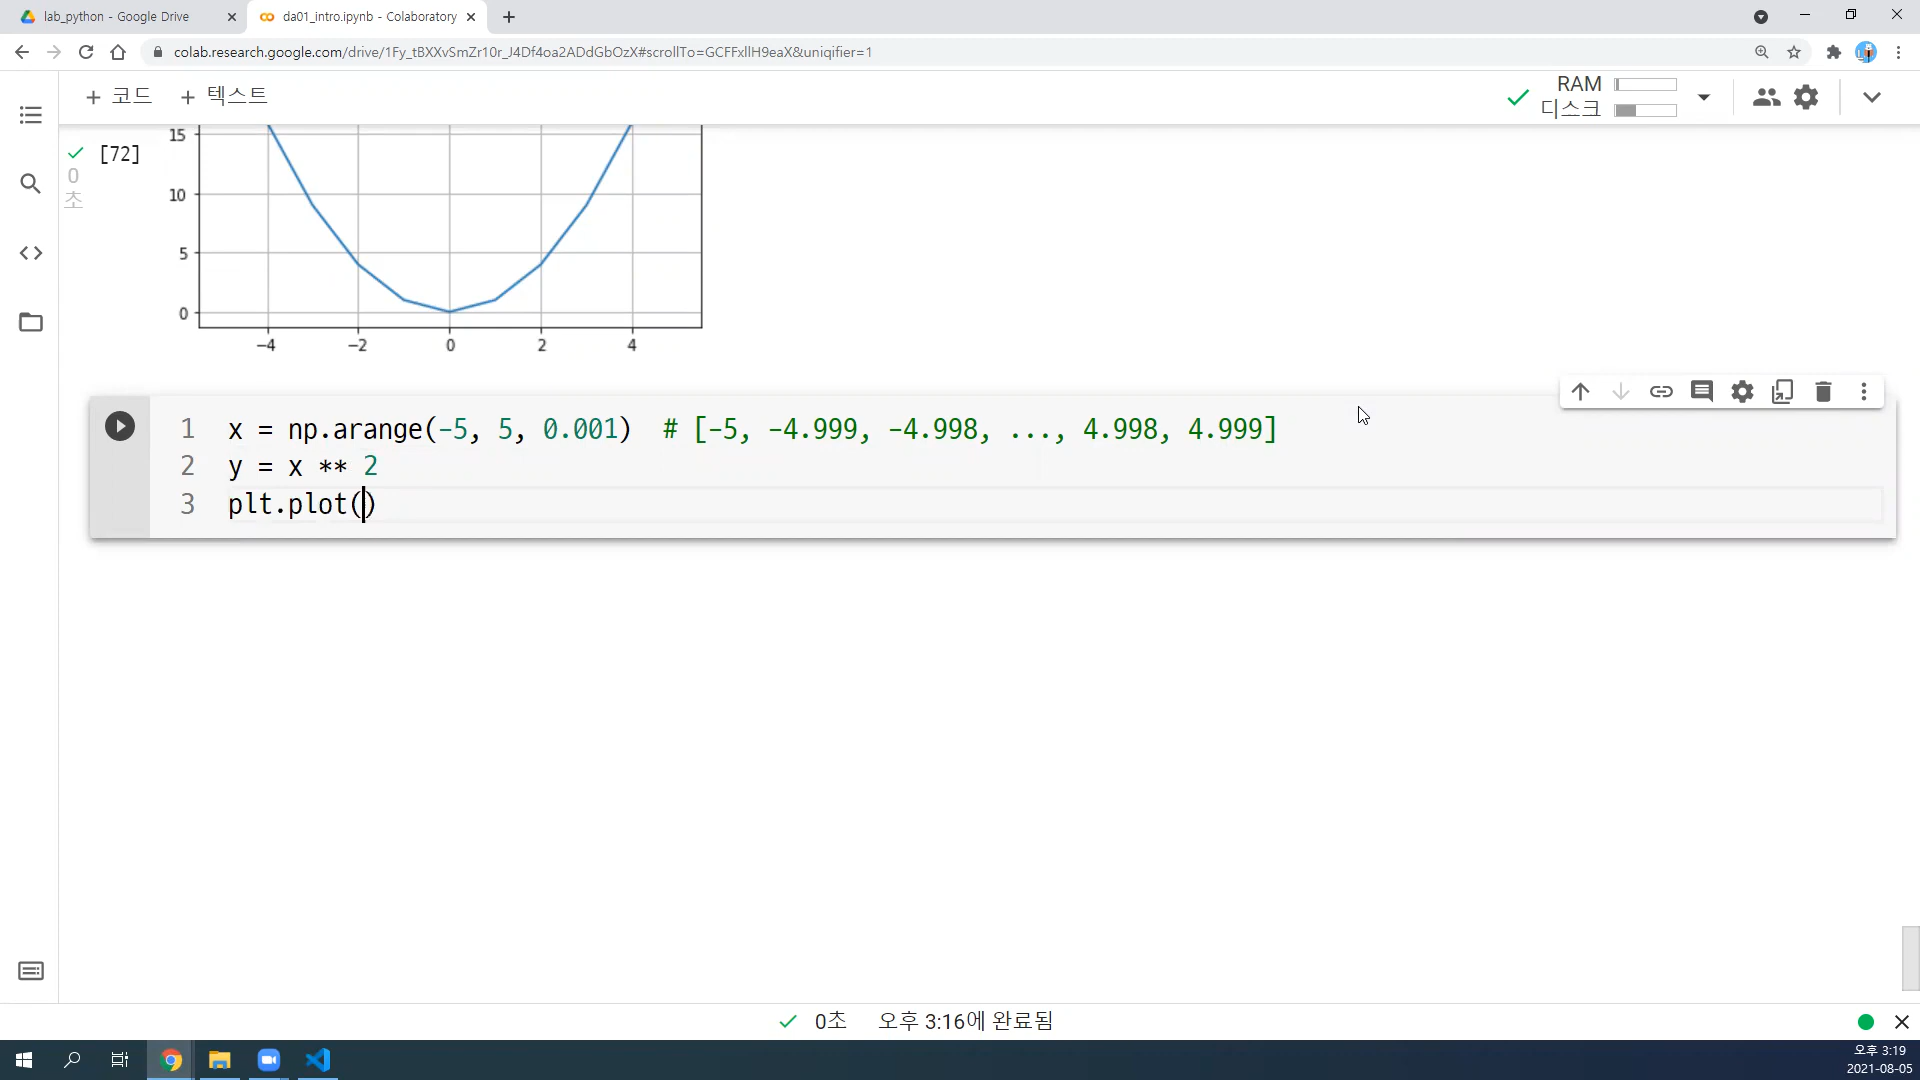 lab_python - Google Drive
da01_intro.ipynb - Colaboratory
colab.research.google.com/drive/1Fy_tBXXvSmZr10r_J4Df4oa2ADdGbOzX#scrollTo=GCFFxllH9eaX&uniqifier=1
+ 코드 + 텍스트
RAM
디스크
[72]
0
초
15
10
5
0
−4 −2 0 2 4
1 x = np.arange(-5, 5, 0.001) # [-5, -4.999, -4.998, ..., 4.998, 4.999]
2 y = x ** 2
3 plt.plot()
0초 오후 3:16에 완료됨
오후 3:19
2021-08-05